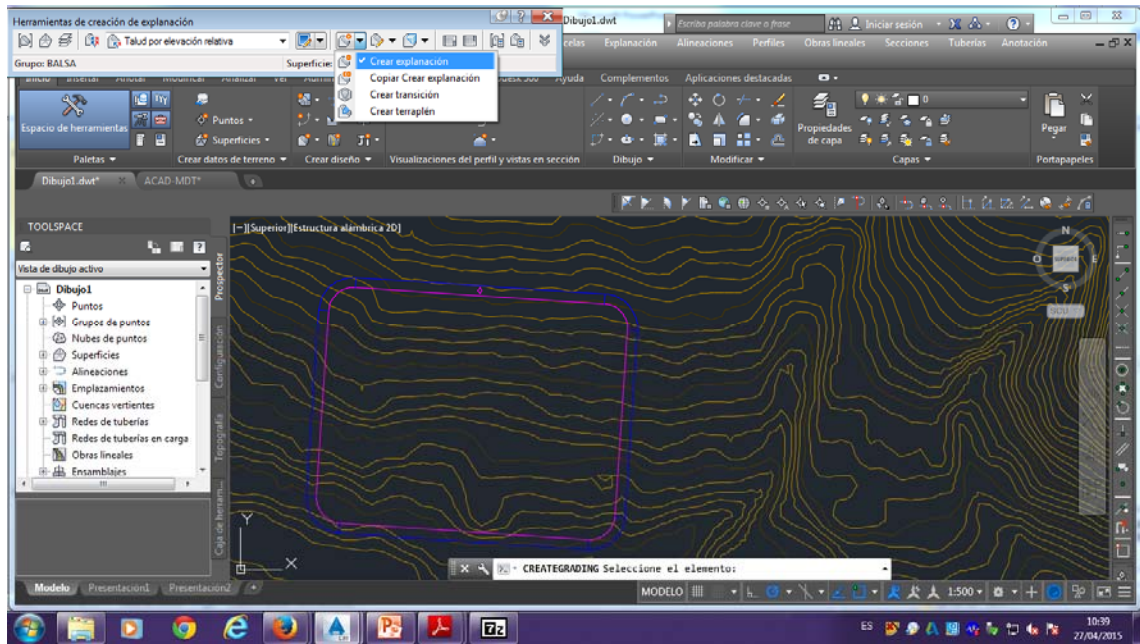 Herramientas de creación de explanación
Dibujo1.dwt
Escriba palabra clave o frase
Iniciar sesión
Talud por elevación relativa
Explanación
Alineaciones
Perfiles
Obras lineales
Secciones
Tuberías
Anotación
Grupo: BALSA
Superficie:
Crear explanación
Copiar Crear explanación
Crear transición
Crear terraplén
Ayuda
Complementos
Aplicaciones destacadas
Espacio de herramientas
Puntos
Superficies
Propiedades de capa
0
Pegar
Paletas
Crear datos de terreno
Crear diseño
Visualizaciones del perfil y vistas en sección
Dibujo
Modificar
Capas
Portapapeles
Dibujo1.dwt*
ACAD-MDT*
TOOLSPACE
[-][Superior][Estructura alámbrica 2D]
Vista de dibujo activo
Dibujo1
Puntos
Grupos de puntos
Nubes de puntos
Superficies
Alineaciones
Emplazamientos
Cuencas vertientes
Redes de tuberías
Redes de tuberías en carga
Obras lineales
Ensamblajes
Prospector
Configuración
Topografía
Caja de herram...
N
O
E
S
SUPERIOR
Y
X
CREATEGRADING Seleccione el elemento:
Modelo
Presentación1
Presentación2
MODELO
1:500
ES
10:39
27/04/2015